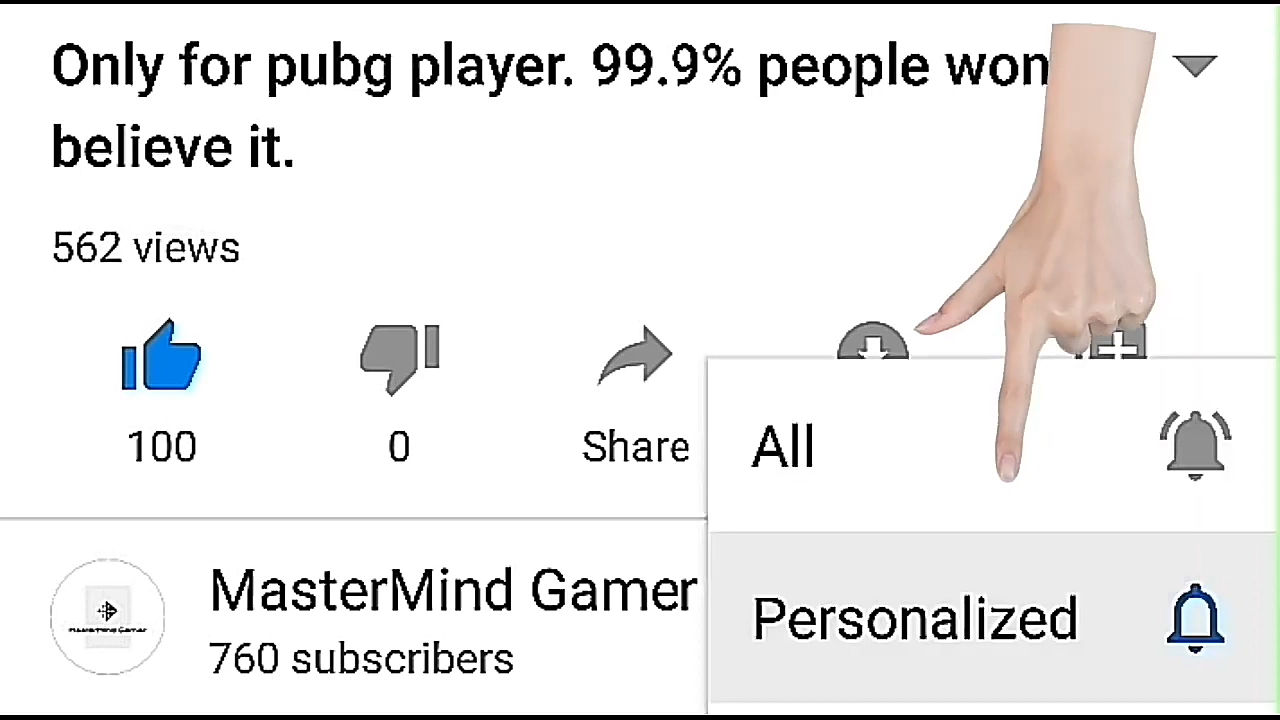 Only for pubg player. 99.9% people won
believe it.
562 views
100
0
Share
All
MasterMind Gamer
760 subscribers
Personalized